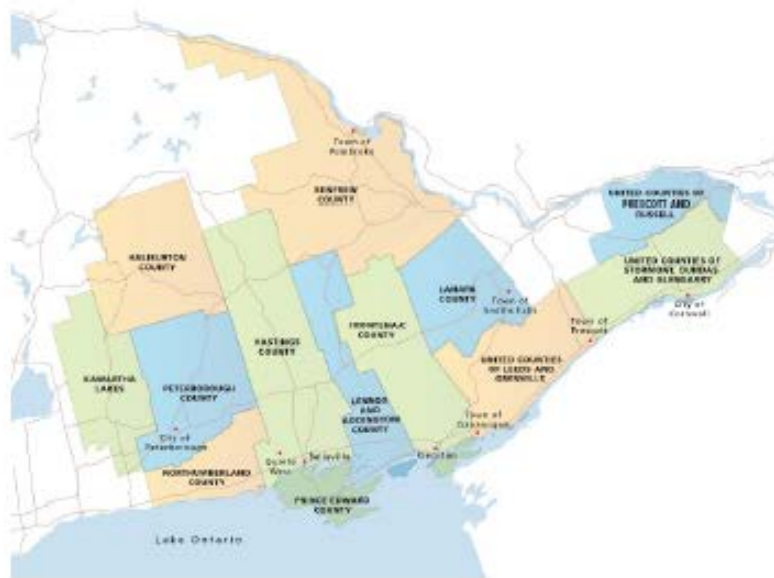 Town of
Pembroke
RENFREW
COUNTY
UNITED COUNTIES OF
PRESCOTT AND
RUSSELL
HALIBURTON
COUNTY
UNITED COUNTIES OF
STORMONT, DUNDAS
AND GLENGARRY
LANARK
COUNTY
Town of
Smiths Falls
City of
Cornwall
FRONTENAC
COUNTY
Town of
Prescott
HASTINGS
COUNTY
UNITED COUNTIES
OF LEEDS AND
GRENVILLE
KAWARTHA
LAKES
PETERBOROUGH
COUNTY
LENNOX
AND
ADDINGTON
COUNTY
Town of
Gananoque
City of
Peterborough
Quinte
West
Belleville
Kingston
NORTHUMBERLAND
COUNTY
PRINCE EDWARD
COUNTY
Lake Ontario